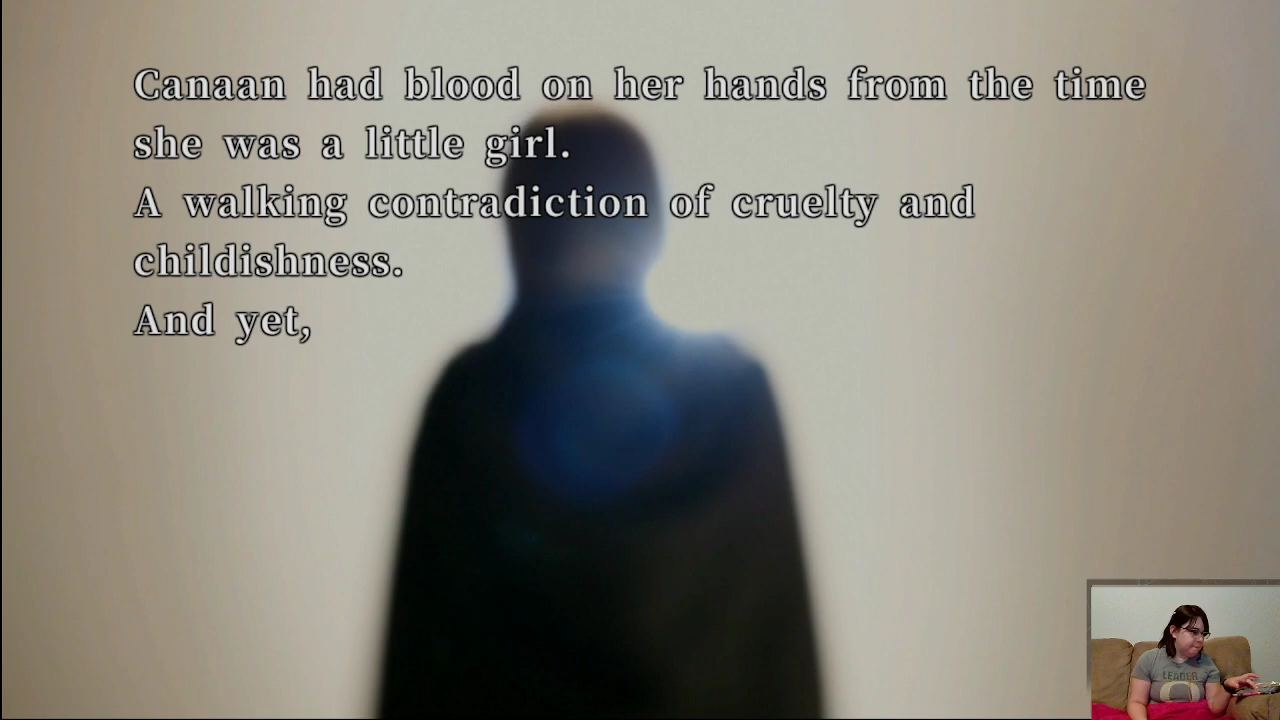 Canaan had blood on her hands from the time
she was a little girl.
A walking contradiction of cruelty and
childishness.
And yet,
LEADER